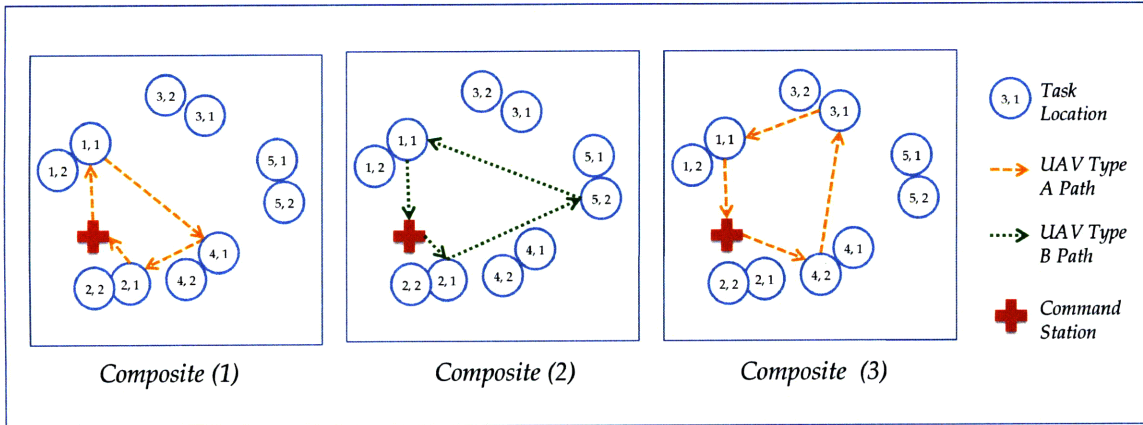 3, 2
3, 1
1, 1
1, 2
5, 1
5, 2
4, 1
4, 2
2, 1
2, 2
Composite (1)
3, 2
3, 1
1, 1
1, 2
5, 1
5, 2
4, 1
4, 2
2, 1
2, 2
Composite (2)
3, 2
3, 1
1, 1
1, 2
5, 1
5, 2
4, 1
4, 2
2, 1
2, 2
Composite (3)
3, 1
Task
Location
UAV Type
A Path
UAV Type
B Path
Command
Station